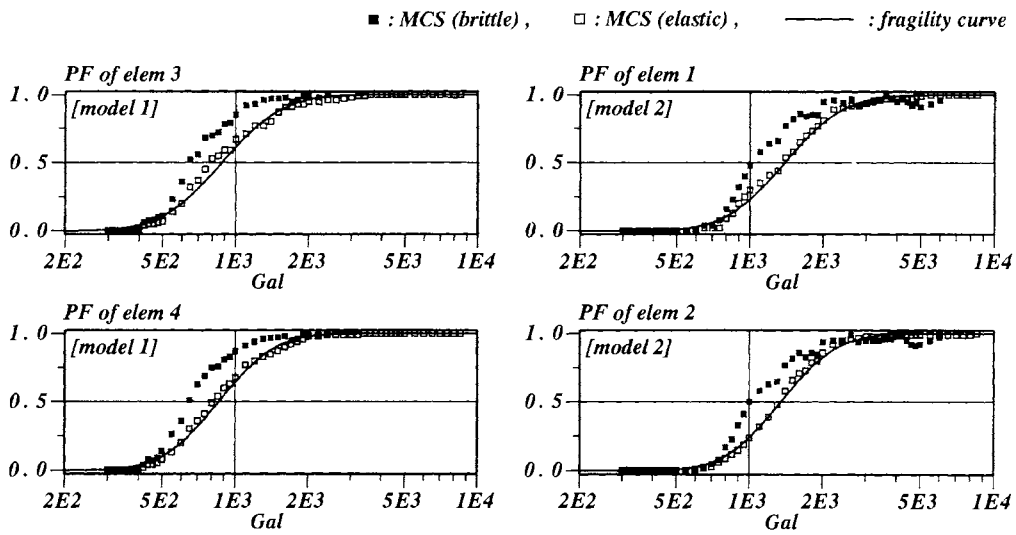 ■ : MCS (brittle) , □ : MCS (elastic) , —— : fragility curve
PF of elem 3
[model 1]
1. 0
0. 5
0. 0
2E2 5E2 1E3 2E3 5E3 1E4
Gal
PF of elem 1
[model 2]
1. 0
0. 5
0. 0
2E2 5E2 1E3 2E3 5E3 1E4
Gal
PF of elem 4
[model 1]
1. 0
0. 5
0. 0
2E2 5E2 1E3 2E3 5E3 1E4
Gal
PF of elem 2
[model 2]
1. 0
0. 5
0. 0
2E2 5E2 1E3 2E3 5E3 1E4
Gal